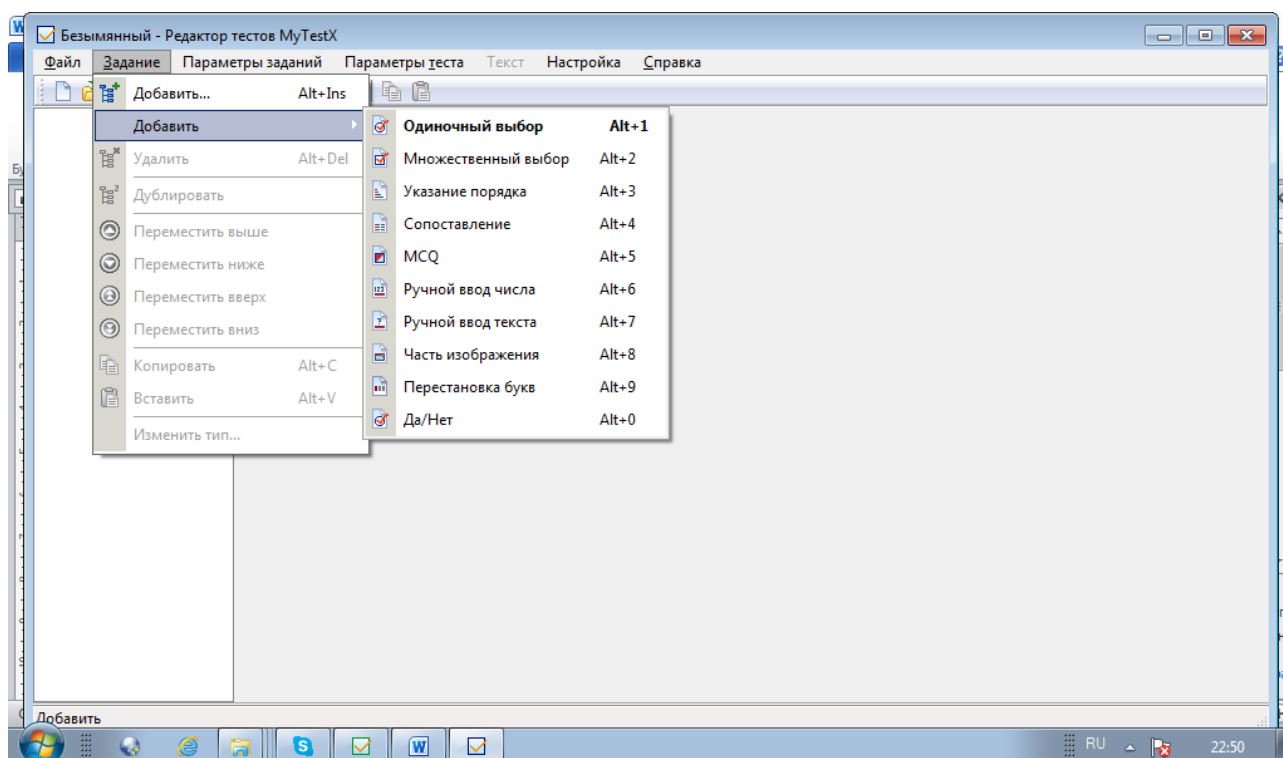 Безымянный - Редактор тестов MyTestX
Файл Задание Параметры заданий Параметры теста Текст Настройка Справка
Добавить... Alt+Ins
Добавить
Удалить Alt+Del
Дублировать
Переместить выше
Переместить ниже
Переместить вверх
Переместить вниз
Копировать Alt+C
Вставить Alt+V
Изменить тип...
Одиночный выбор Alt+1
Множественный выбор Alt+2
Указание порядка Alt+3
Сопоставление Alt+4
MCQ Alt+5
Ручной ввод числа Alt+6
Ручной ввод текста Alt+7
Часть изображения Alt+8
Перестановка букв Alt+9
Да/Нет Alt+0
Добавить
RU 22:50